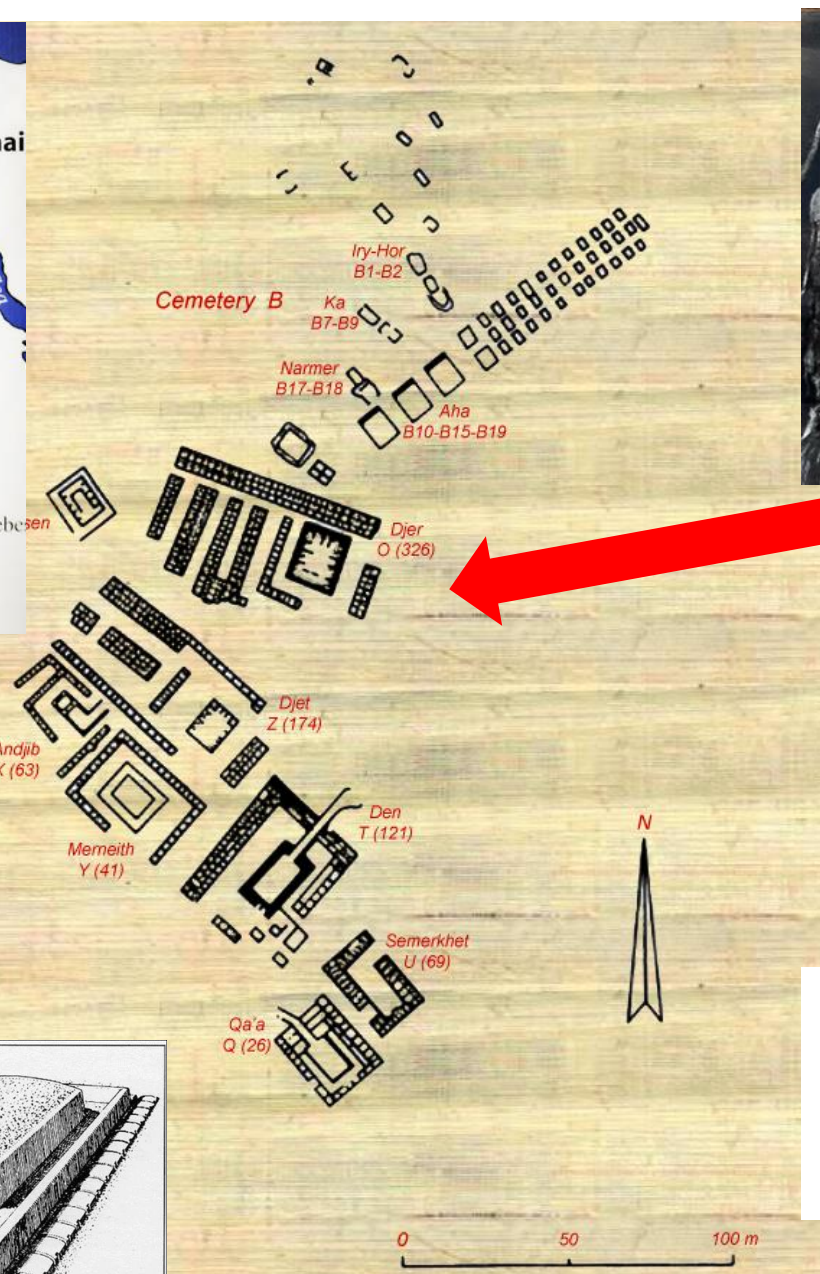 Iry-Hor
B1-B2
Cemetery B
Ka
B7-B9
Narmer
B17-B18
Aha
B10-B15-B19
Djer
O (326)
Djet
Z (174)
Andjib
(63)
Den
T (121)
Merneith
Y (41)
N
Semerkhet
U (69)
Qa'a
Q (26)
0 50 100 m